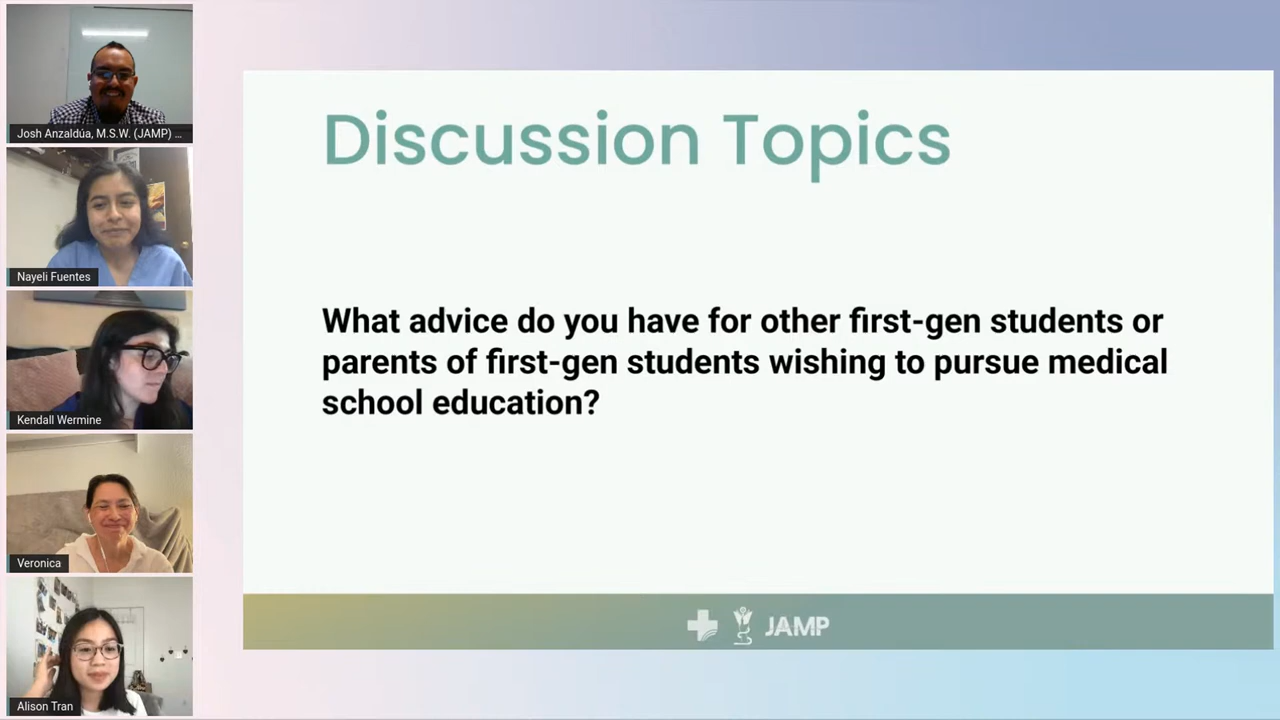 Josh Anzaldúa, M.S.W. (JAMP) ...
Nayeli Fuentes
Kendall Wermine
Veronica
Alison Tran
Discussion Topics
What advice do you have for other first-gen students or
parents of first-gen students wishing to pursue medical
school education?
JAMP